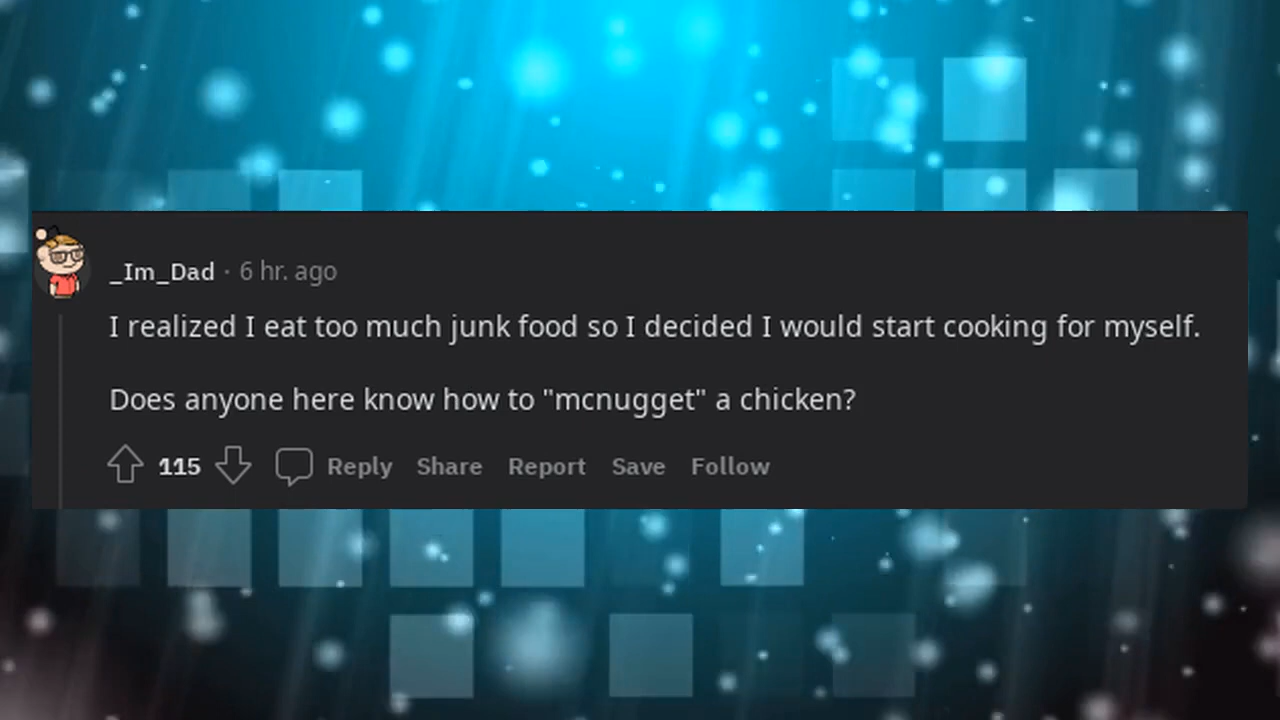 _Im_Dad · 6 hr. ago
I realized I eat too much junk food so I decided I would start cooking for myself.
Does anyone here know how to "mcnugget" a chicken?
115 Reply Share Report Save Follow